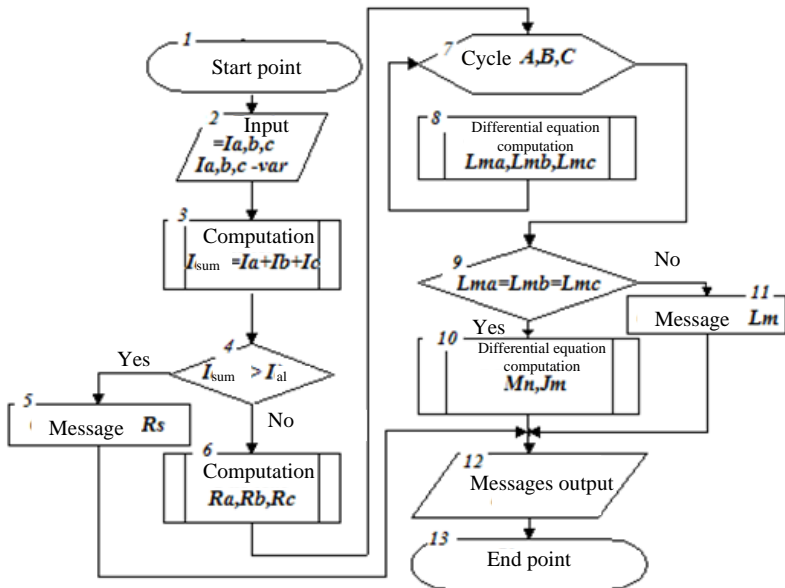 1
Start point
2
Input
=Ia,b,c
Ia,b,c -var
3
Computation
Isum =Ia+Ib+Ic
4
Isum > Ial
Yes
No
5
Message Rs
6
Computation
Ra,Rb,Rc
7
Cycle A,B,C
8
Differential equation
computation
Lma,Lmb,Lmc
9
Lma=Lmb=Lmc
No
Yes
10
Differential equation
computation
Mn,Jm
11
Message Lm
12
Messages output
13
End point